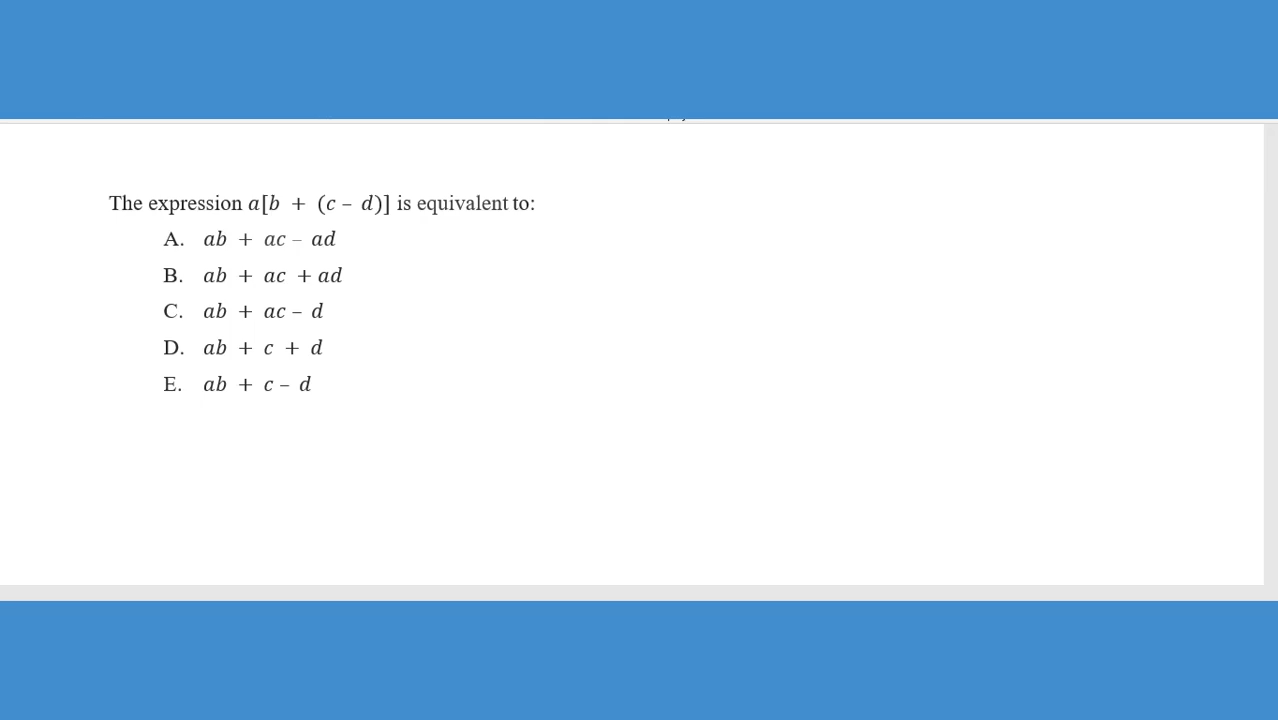 The expression a[b + (c – d)] is equivalent to:
A. ab + ac – ad
B. ab + ac + ad
C. ab + ac – d
D. ab + c + d
E. ab + c – d